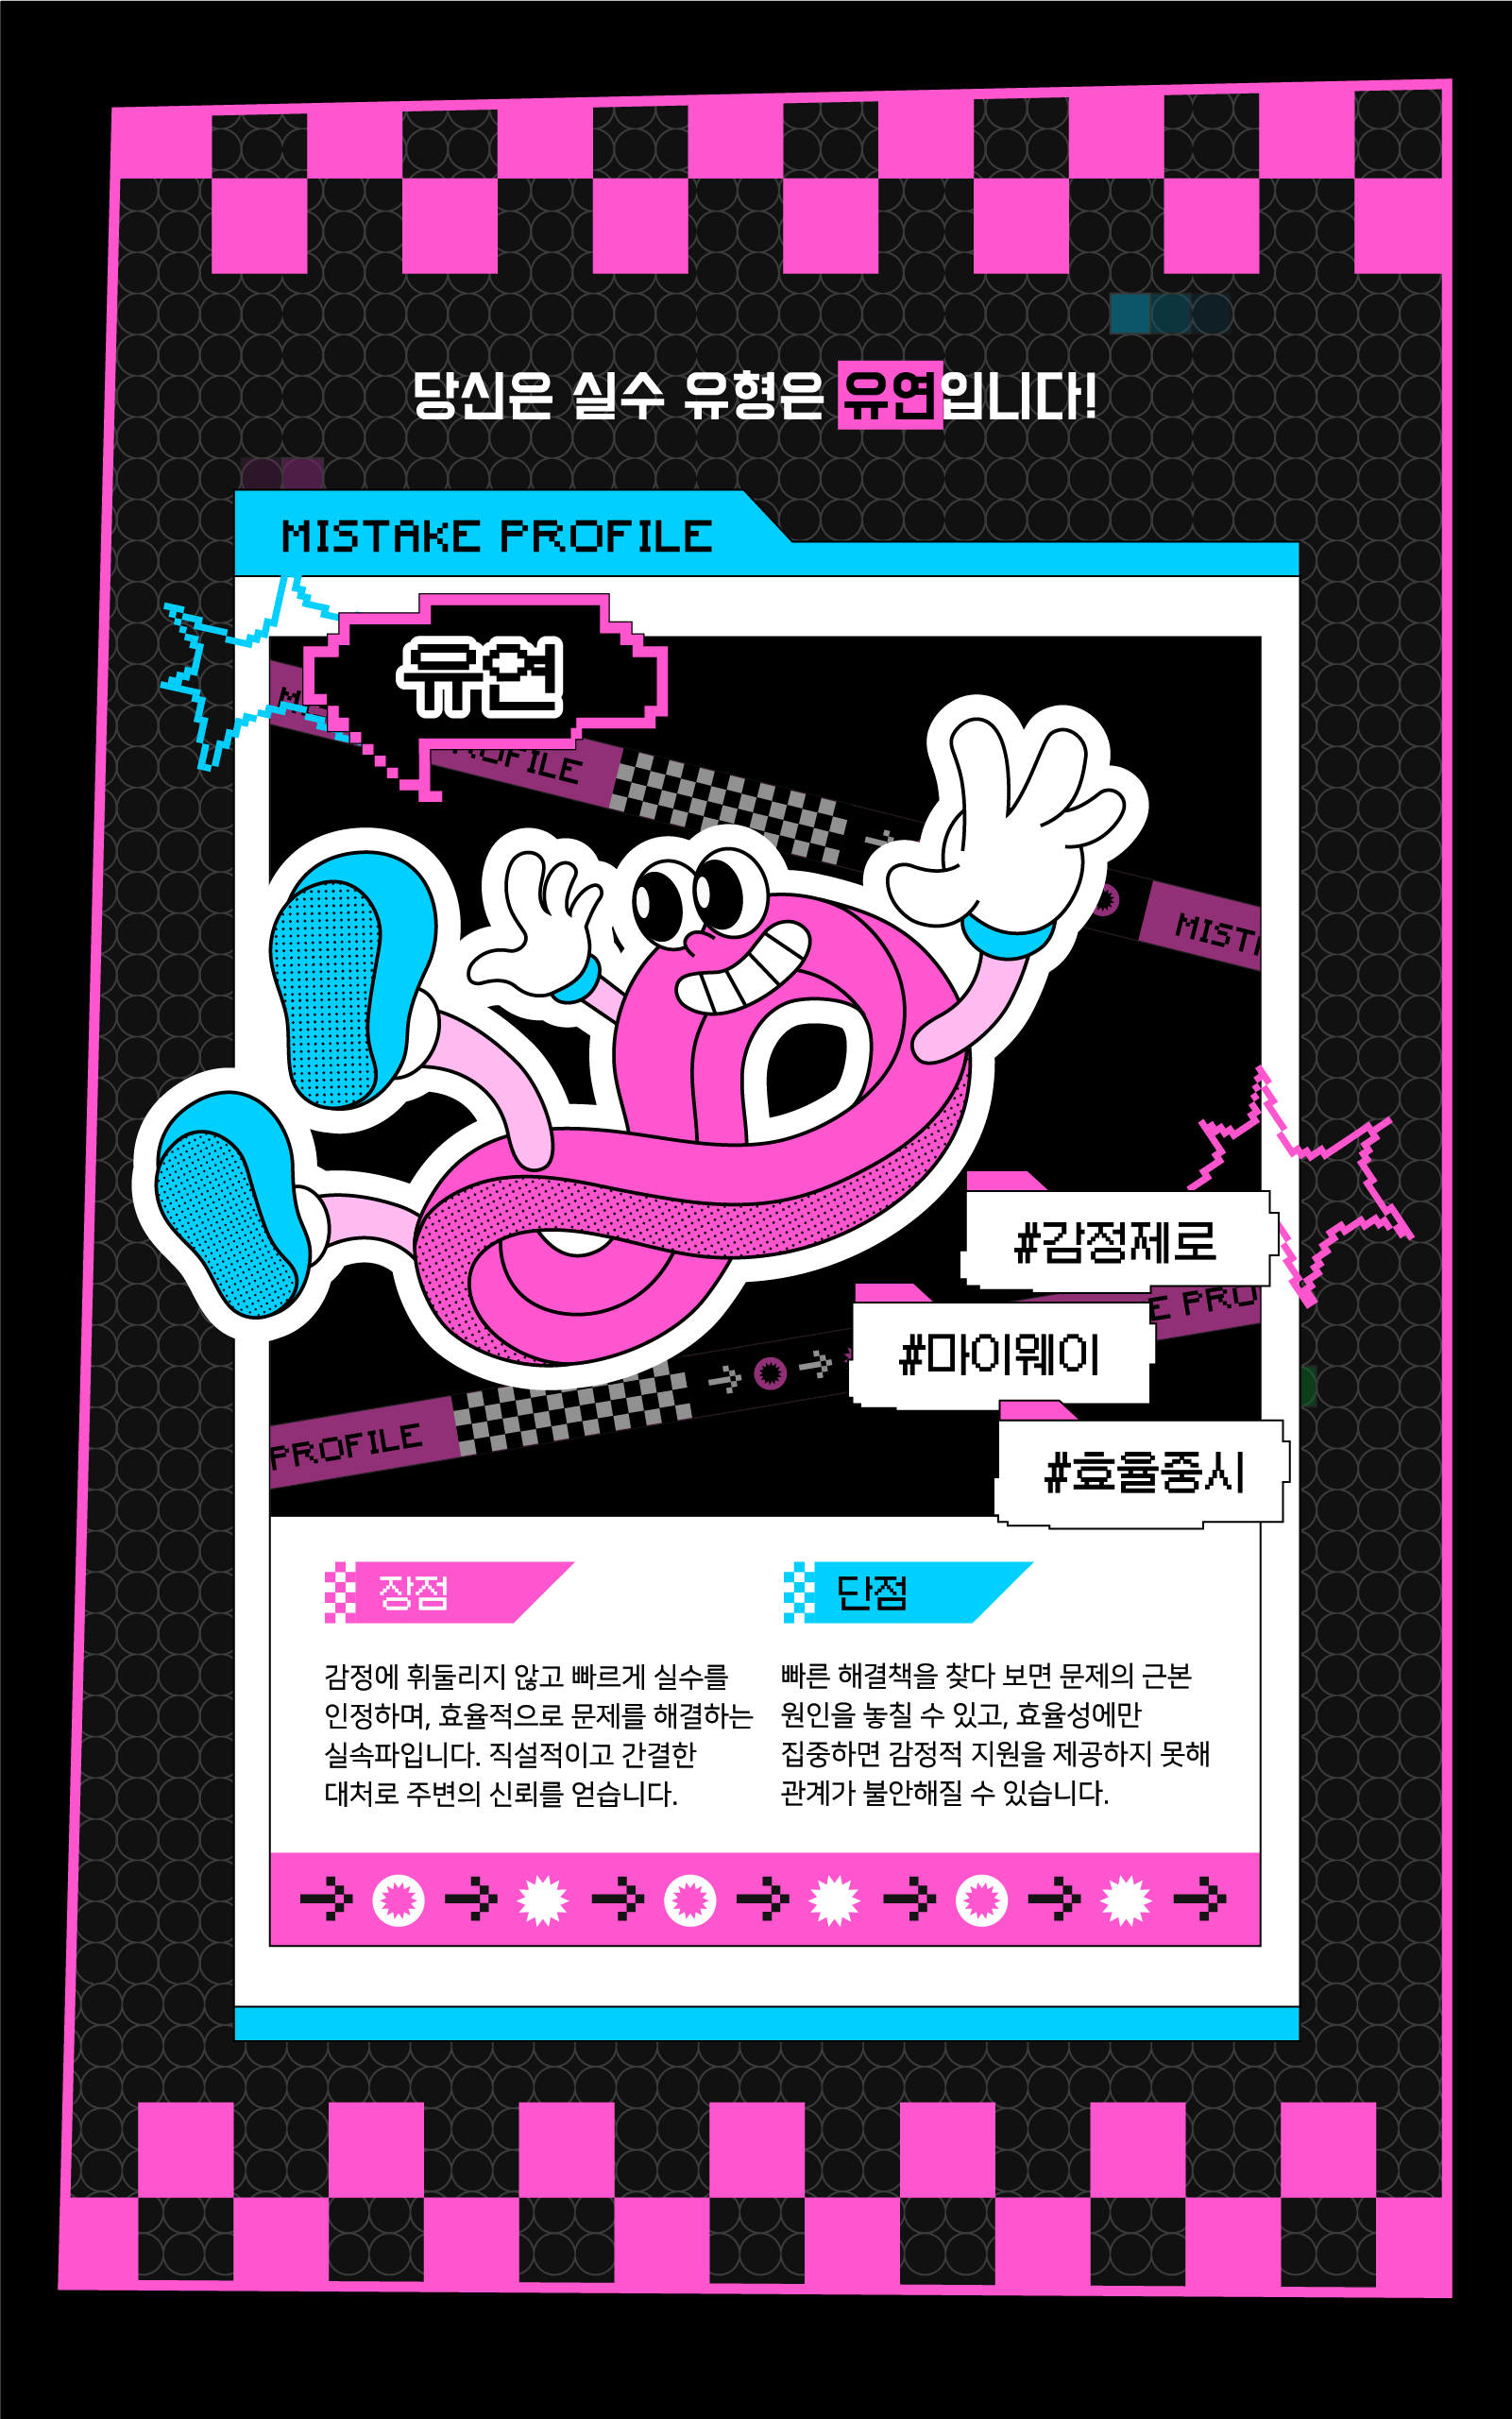 당신은 실수 유형은 유연입니다!
MISTAKE PROFILE
유연
PROFILE
MIST
#감정제로
#마이웨이
E PRO
PROFILE
#효율중시
장점
감정에 휘둘리지 않고 빠르게 실수를
인정하며, 효율적으로 문제를 해결하는
실속파입니다. 직설적이고 간결한
대처로 주변의 신뢰를 얻습니다.
단점
빠른 해결책을 찾다 보면 문제의 근본
원인을 놓칠 수 있고, 효율성에만
집중하면 감정적 지원을 제공하지 못해
관계가 불안해질 수 있습니다.